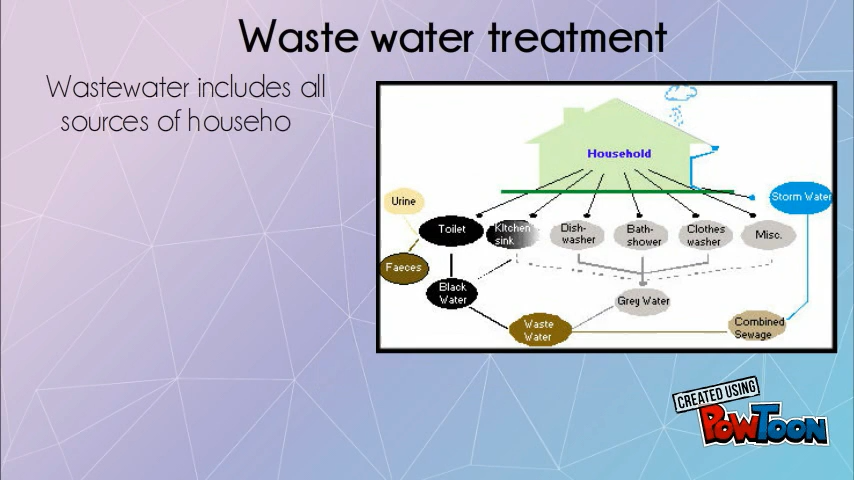 Waste water treatment
Wastewater includes all
sources of househo
Household
Storm Water
Urine
Toilet
Kitchen
sink
Dish-
washer
Bath-
shower
Clothes
washer
Misc.
Faeces
Black
Water
Grey Water
Waste
Water
Combined
Sewage
CREATED USING
POWTOON